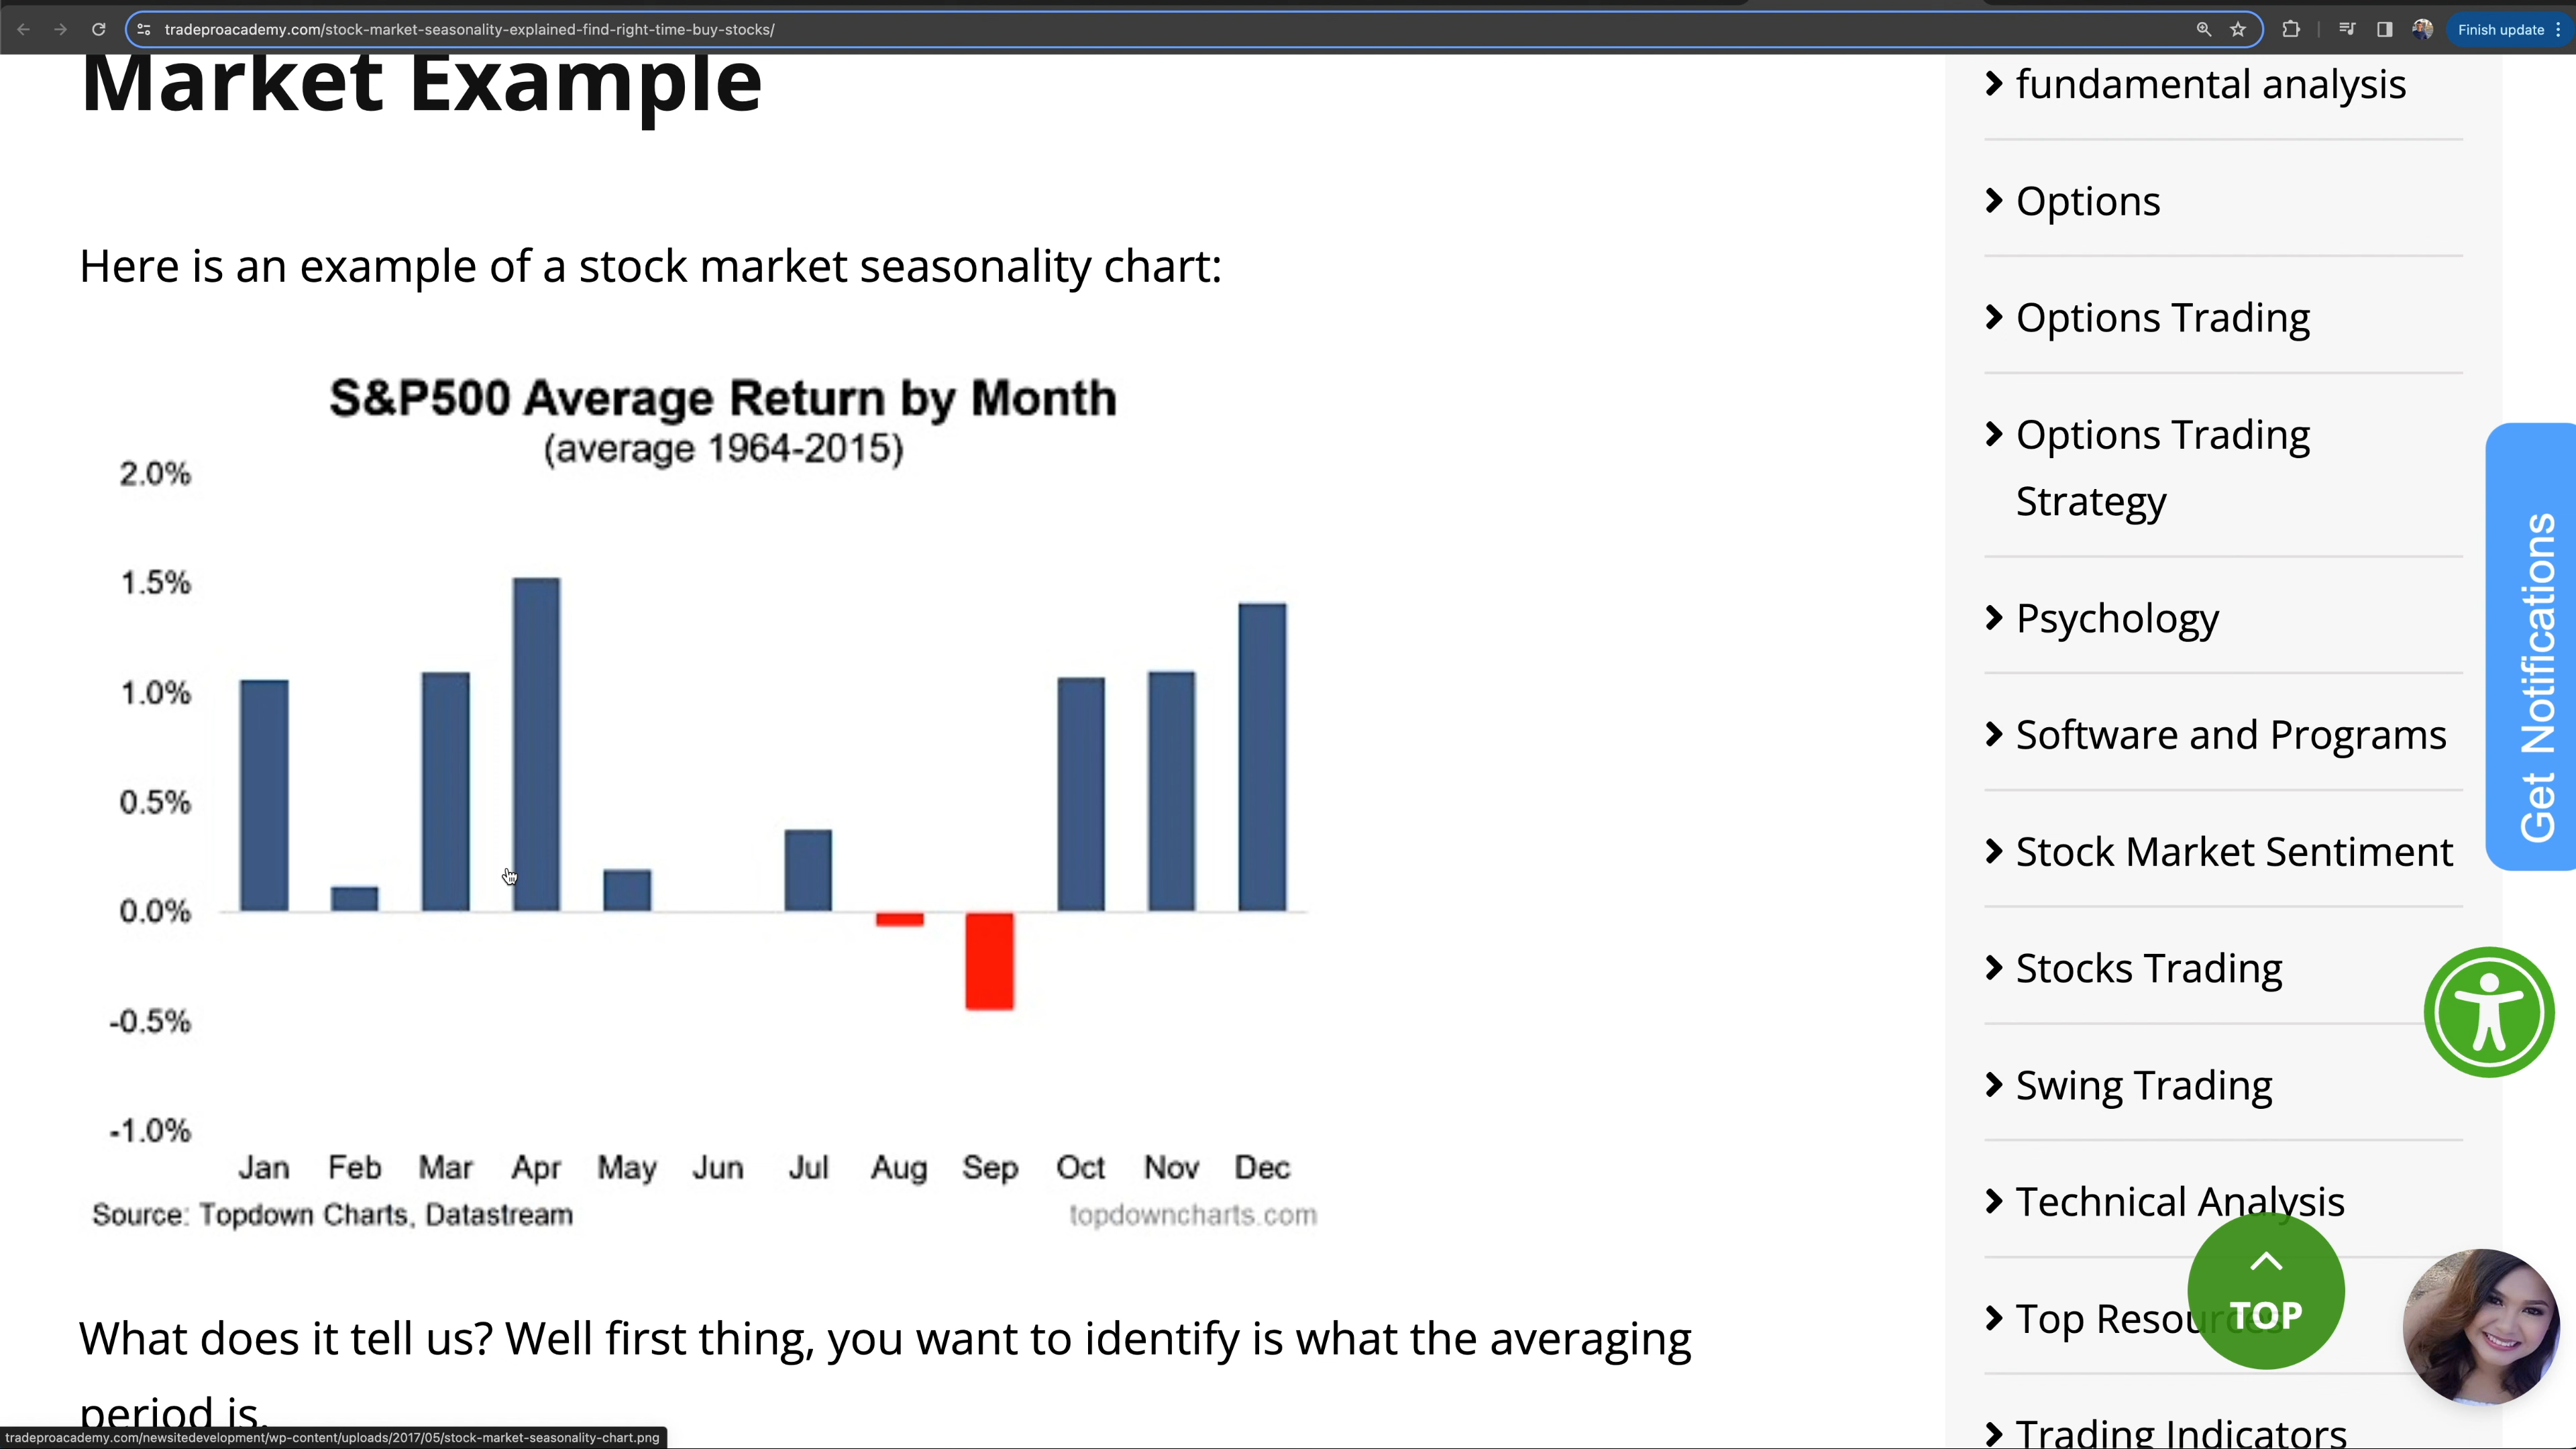 tradeproacademy.com/stock-market-seasonality-explained-find-right-time-buy-stocks/
Finish update
Market Example
Here is an example of a stock market seasonality chart:
S&P500 Average Return by Month
(average 1964-2015)
2.0%
1.5%
1.0%
0.5%
0.0%
-0.5%
-1.0%
Jan Feb Mar Apr May Jun Jul Aug Sep Oct Nov Dec
Source: Topdown Charts, Datastream
topdowncharts.com
What does it tell us? Well first thing, you want to identify is what the averaging
period is.
fundamental analysis
Options
Options Trading
Options Trading
Strategy
Psychology
Software and Programs
Stock Market Sentiment
Stocks Trading
Swing Trading
Technical Analysis
Top Resources
Trading Indicators
Get Notifications
TOP
tradeproacademy.com/newsitedevelopment/wp-content/uploads/2017/05/stock-market-seasonality-chart.png